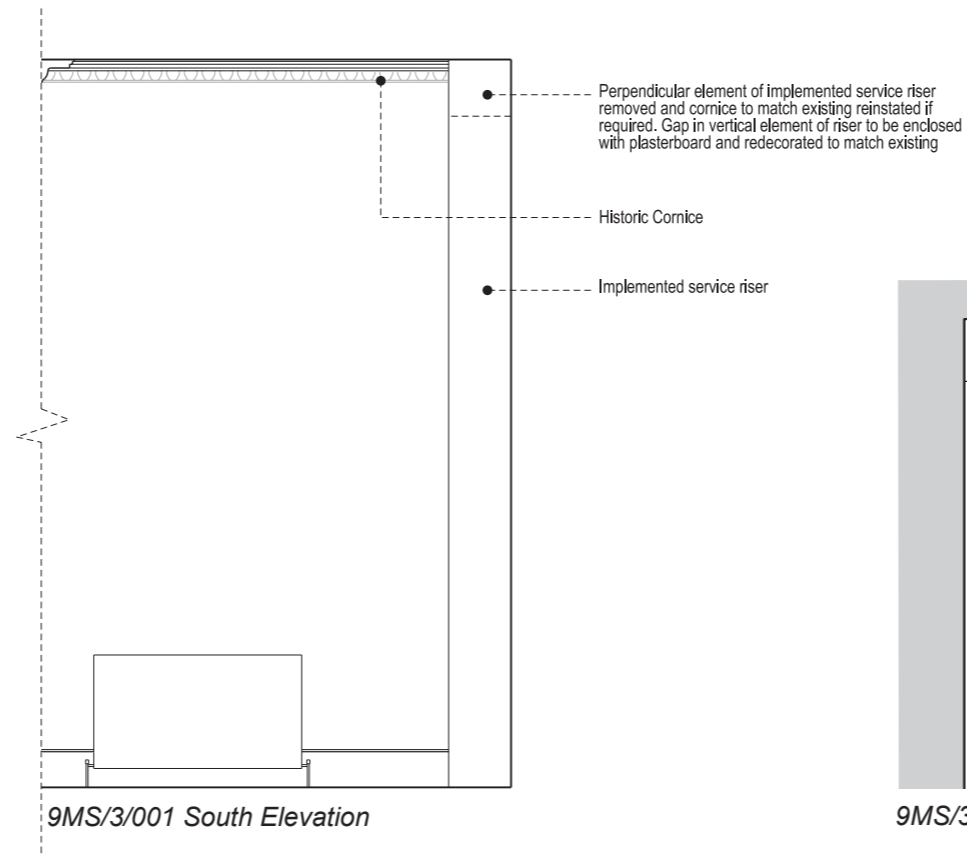 Perpendicular element of implemented service riser
removed and cornice to match existing reinstated if
required. Gap in vertical element of riser to be enclosed
with plasterboard and redecorated to match existing
Historic Cornice
Implemented service riser
9MS/3/001 South Elevation
9MS/3